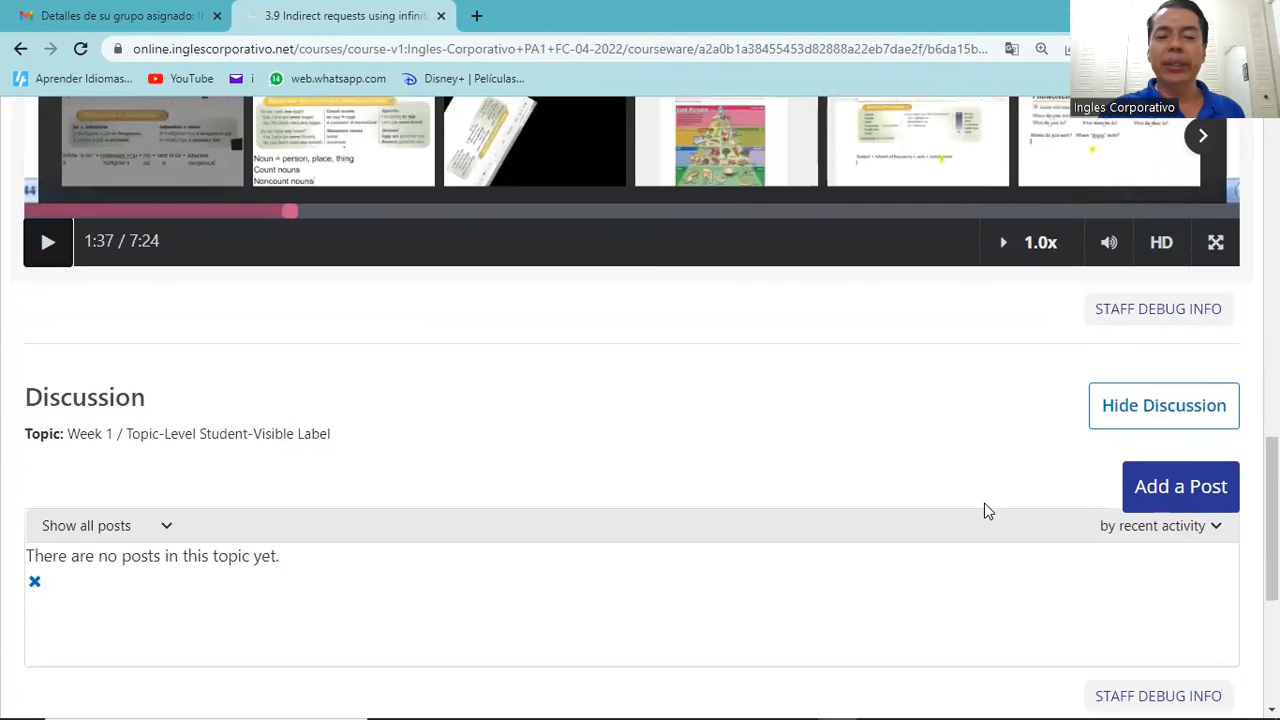 Detalles de su grupo asignado: I
3.9 Indirect requests using infinit
online.inglescorporativo.net/courses/course-v1:Ingles-Corporativo+PA11-FC-04-2022/courseware/a2a0b1a38455453d82888a22eb7dae2f/b6da15b...
Aprender Idiomas...
YouTube
i
web.whatsapp.com
Disney+ | Películas...
Ingles Corporativo
Noun = person, place, thing
Count nouns
Noncount nouns
44
1:37 / 7:24
1.0x
HD
STAFF DEBUG INFO
Discussion
Hide Discussion
Topic: Week 1 / Topic-Level Student-Visible Label
Add a Post
Show all posts
by recent activity
There are no posts in this topic yet.
STAFF DEBUG INFO